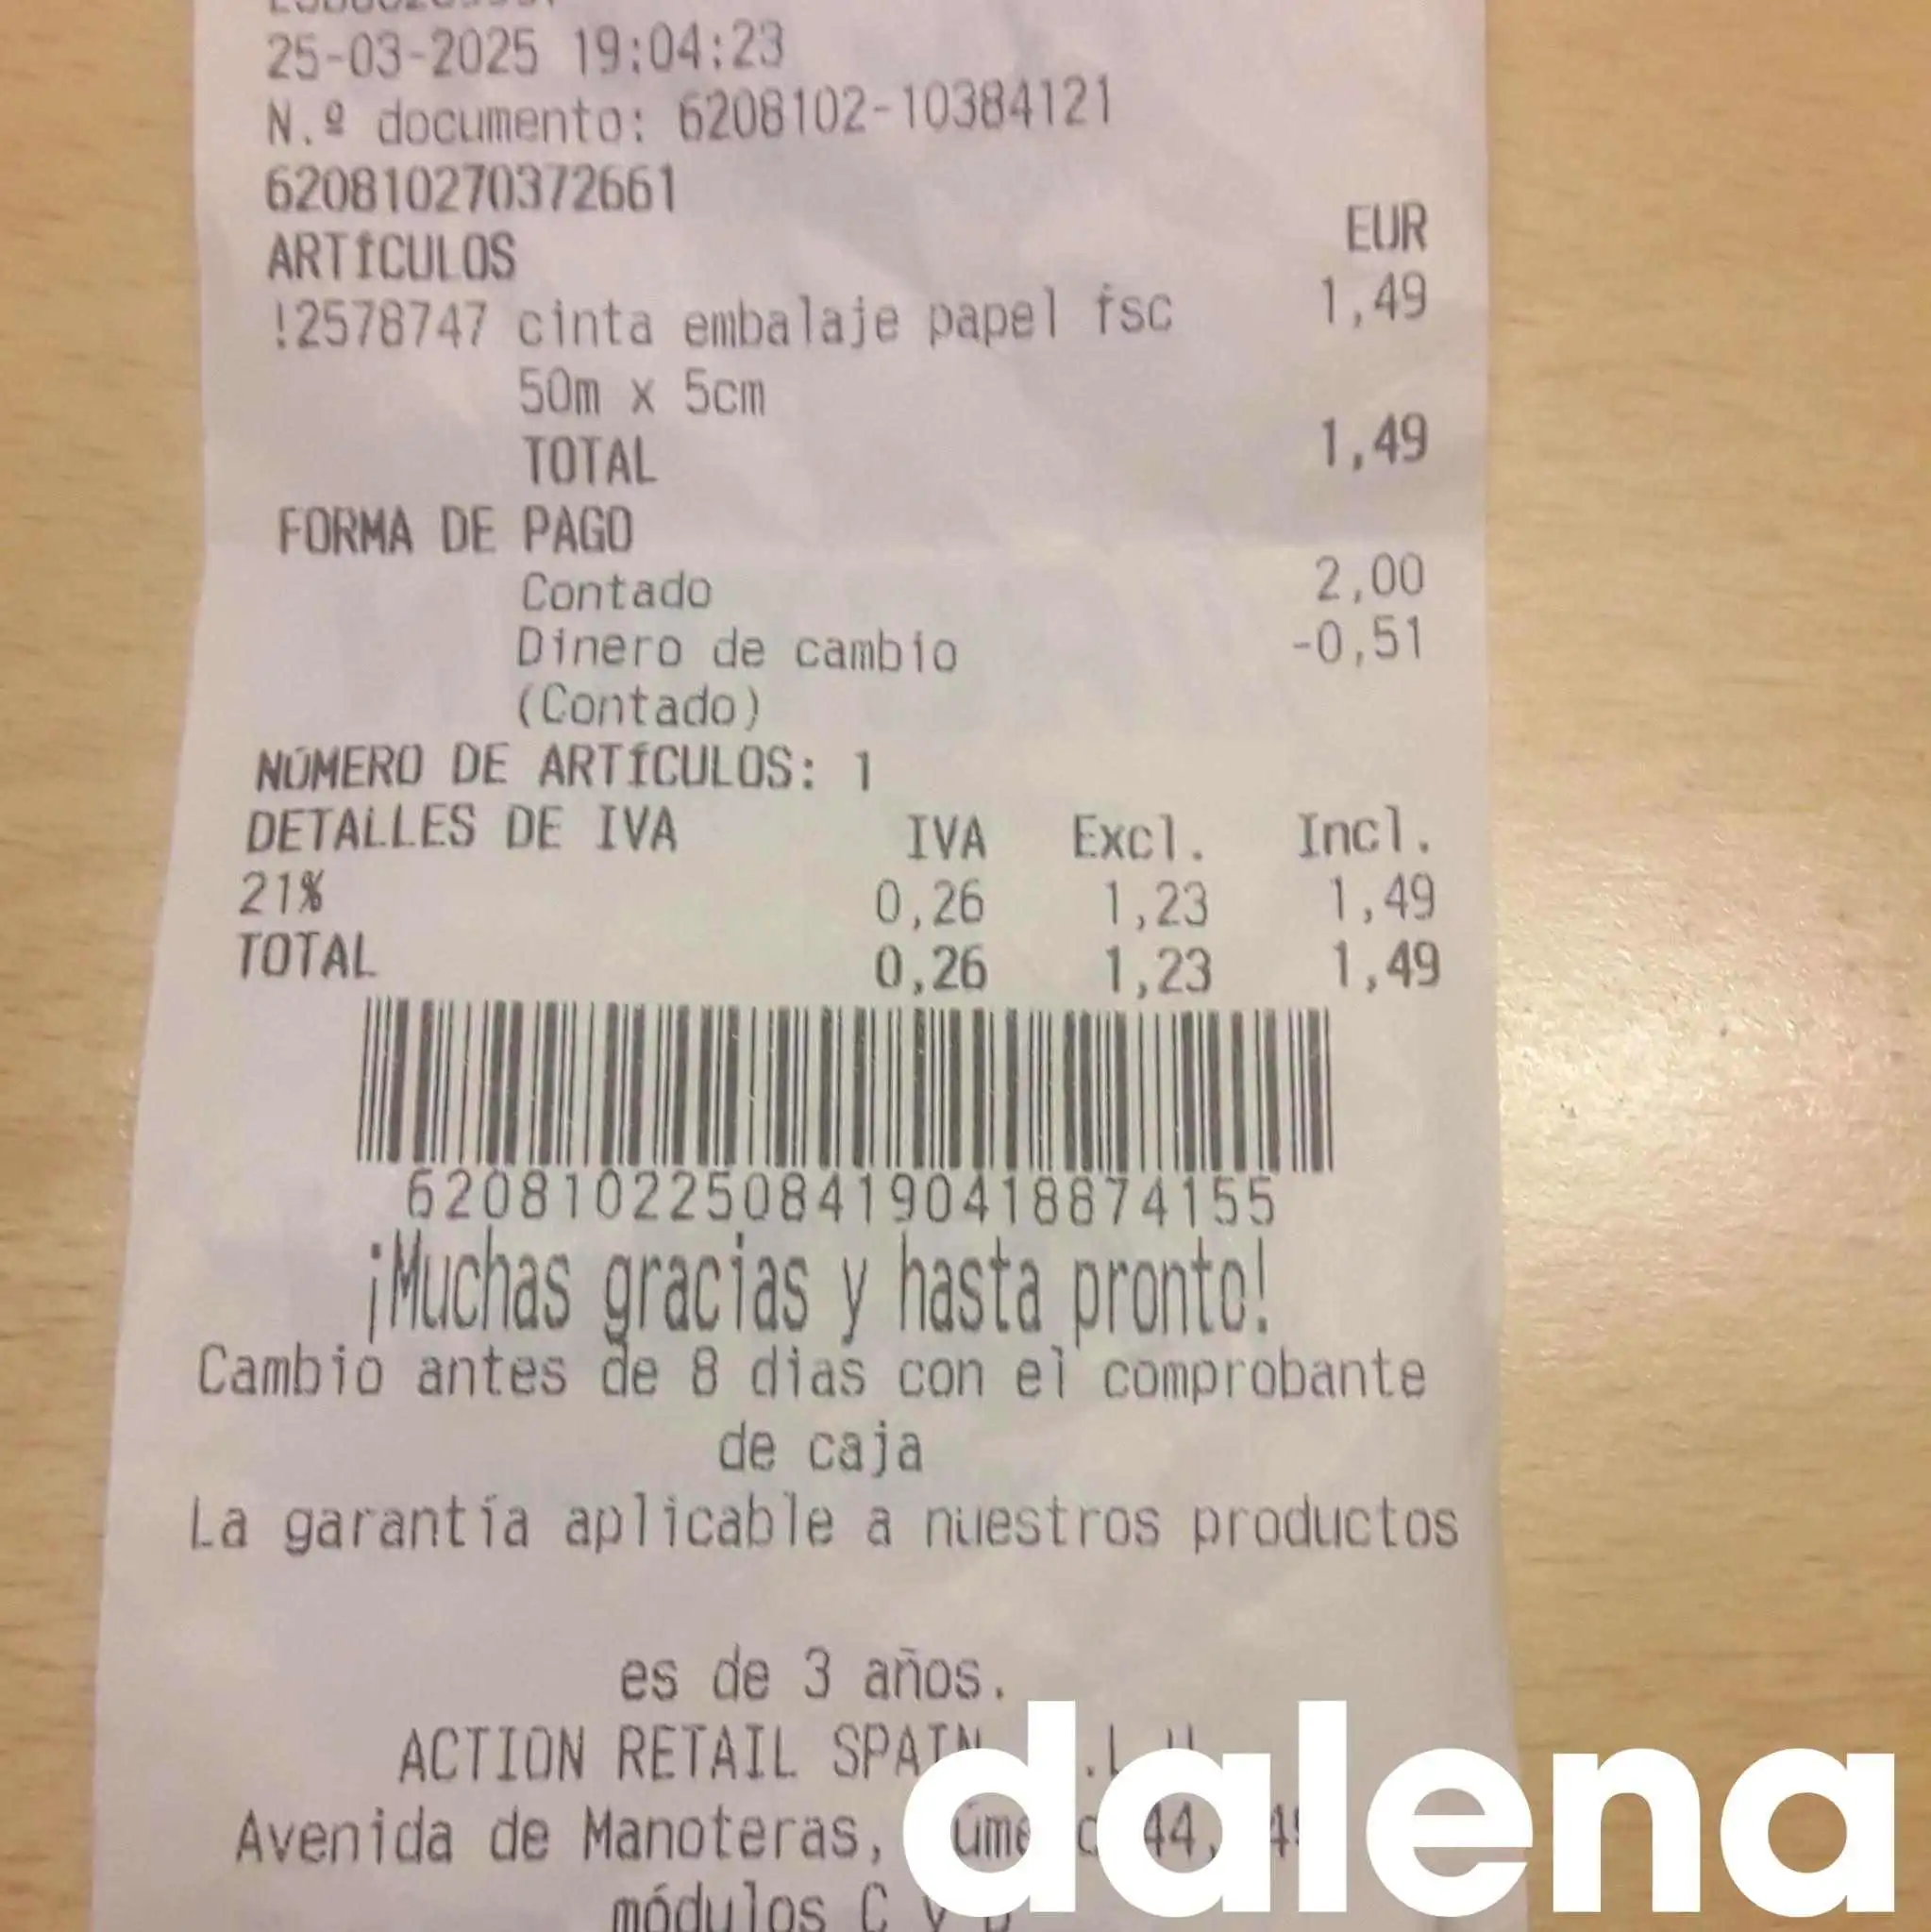 25-03-2025 19:04:23
N.º documento: 6208102-10384121
620810270372661
ARTÍCULOS EUR
!2578747 cinta embalaje papel fsc 1,49
50m x 5cm
TOTAL 1,49
FORMA DE PAGO
Contado 2,00
Dinero de cambio -0,51
(Contado)
NÚMERO DE ARTÍCULOS: 1
DETALLES DE IVA IVA Excl. Incl.
21% 0,26 1,23 1,49
TOTAL 0,26 1,23 1,49
620810225084190418874155
¡Muchas gracias y hasta pronto!
Cambio antes de 8 dias con el comprobante
de caja
La garantía aplicable a nuestros productos
es de 3 años.
ACTION RETAIL SPAIN
Avenida de Manoteras, 44,
módulos C y
dalena